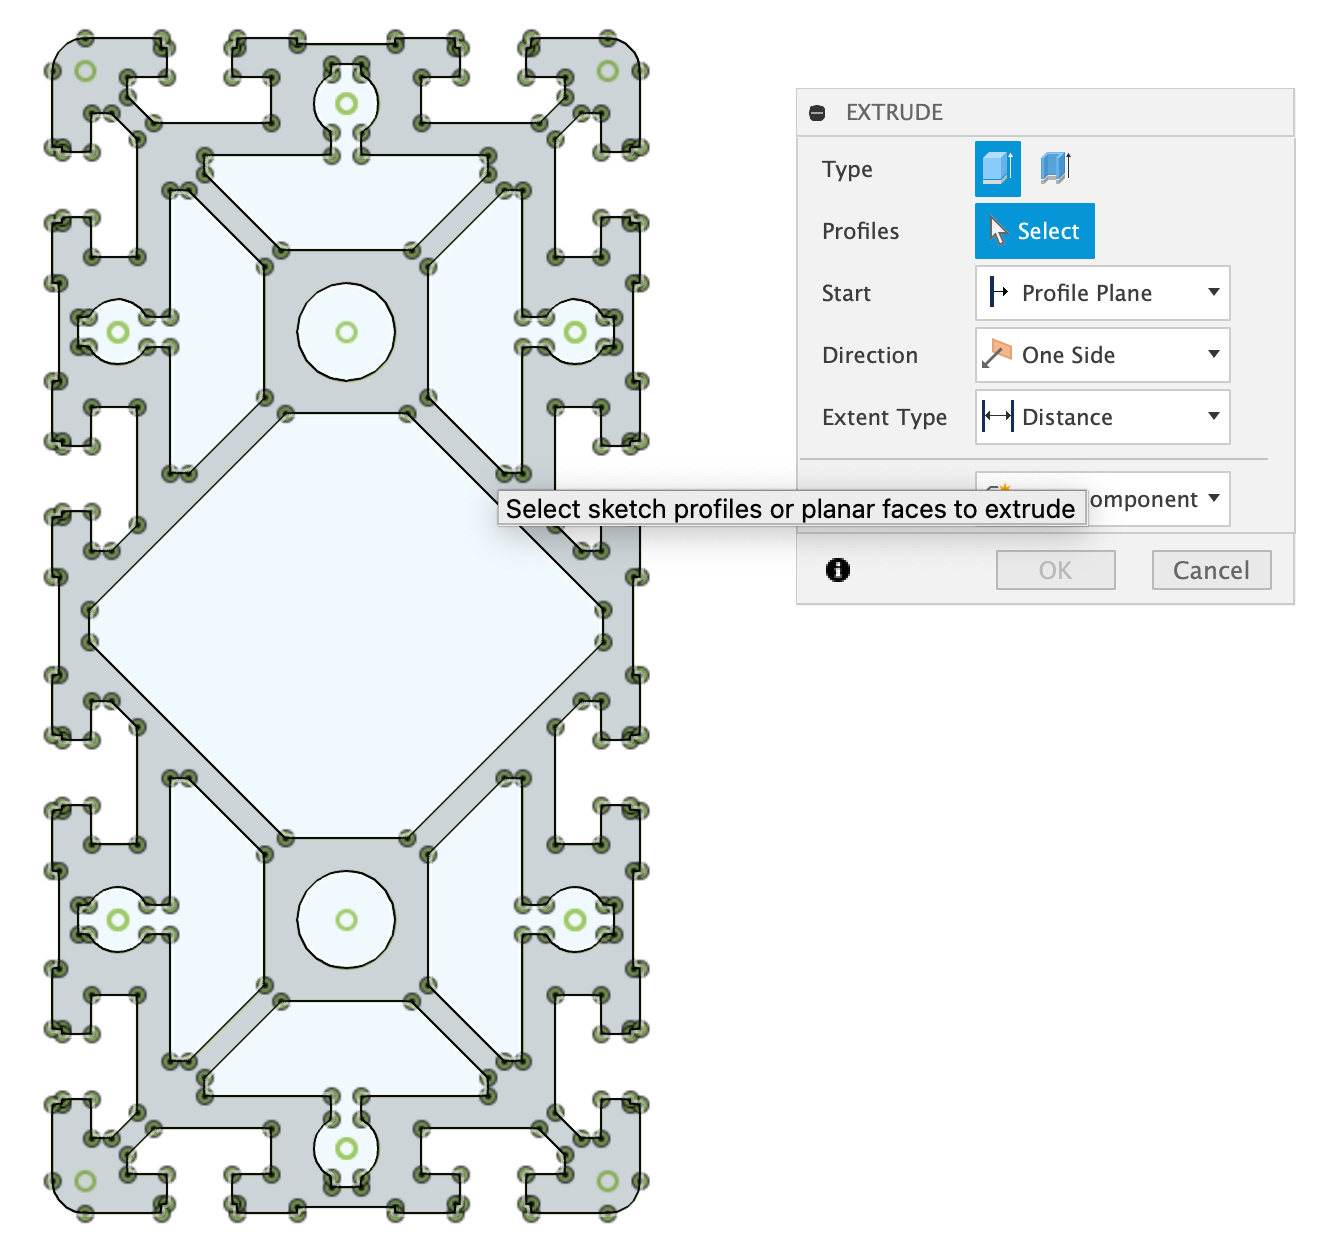 EXTRUDE
Type
Profiles Select
Start Profile Plane
Direction One Side
Extent Type Distance
Select sketch profiles or planar faces to extrude
omponent
OK Cancel